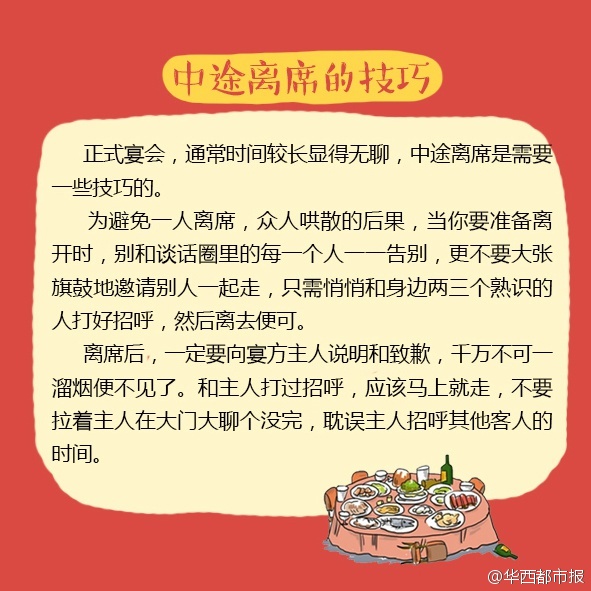 中途离席的技巧
正式宴会，通常时间较长显得无聊，中途离席是需要
一些技巧的。
为避免一人离席，众人哄散的后果，当你要准备离
开时，别和谈话圈里的每一个人一一告别，更不要大张
旗鼓地邀请别人一起走，只需悄悄和身边两三个熟识的
人打好招呼，然后离去便可。
离席后，一定要向宴方主人说明和致歉，千万不可一
溜烟便不见了。和主人打过招呼，应该马上就走，不要
拉着主人在大门大聊个没完，耽误主人招呼其他客人的
时间。
@华西都市报